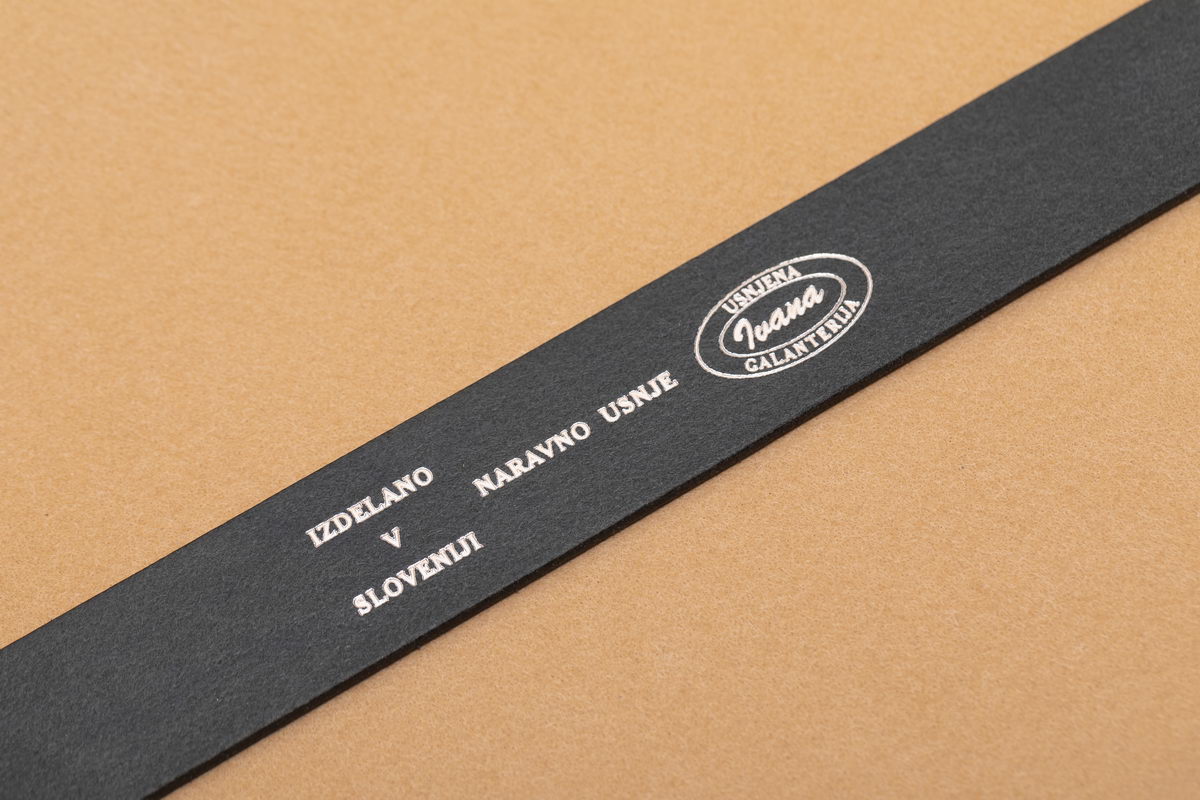 IZDELANO
V
SLOVENIJI
NARAVNO USNJE
USNJENA
Ivana
GALANTERIJA